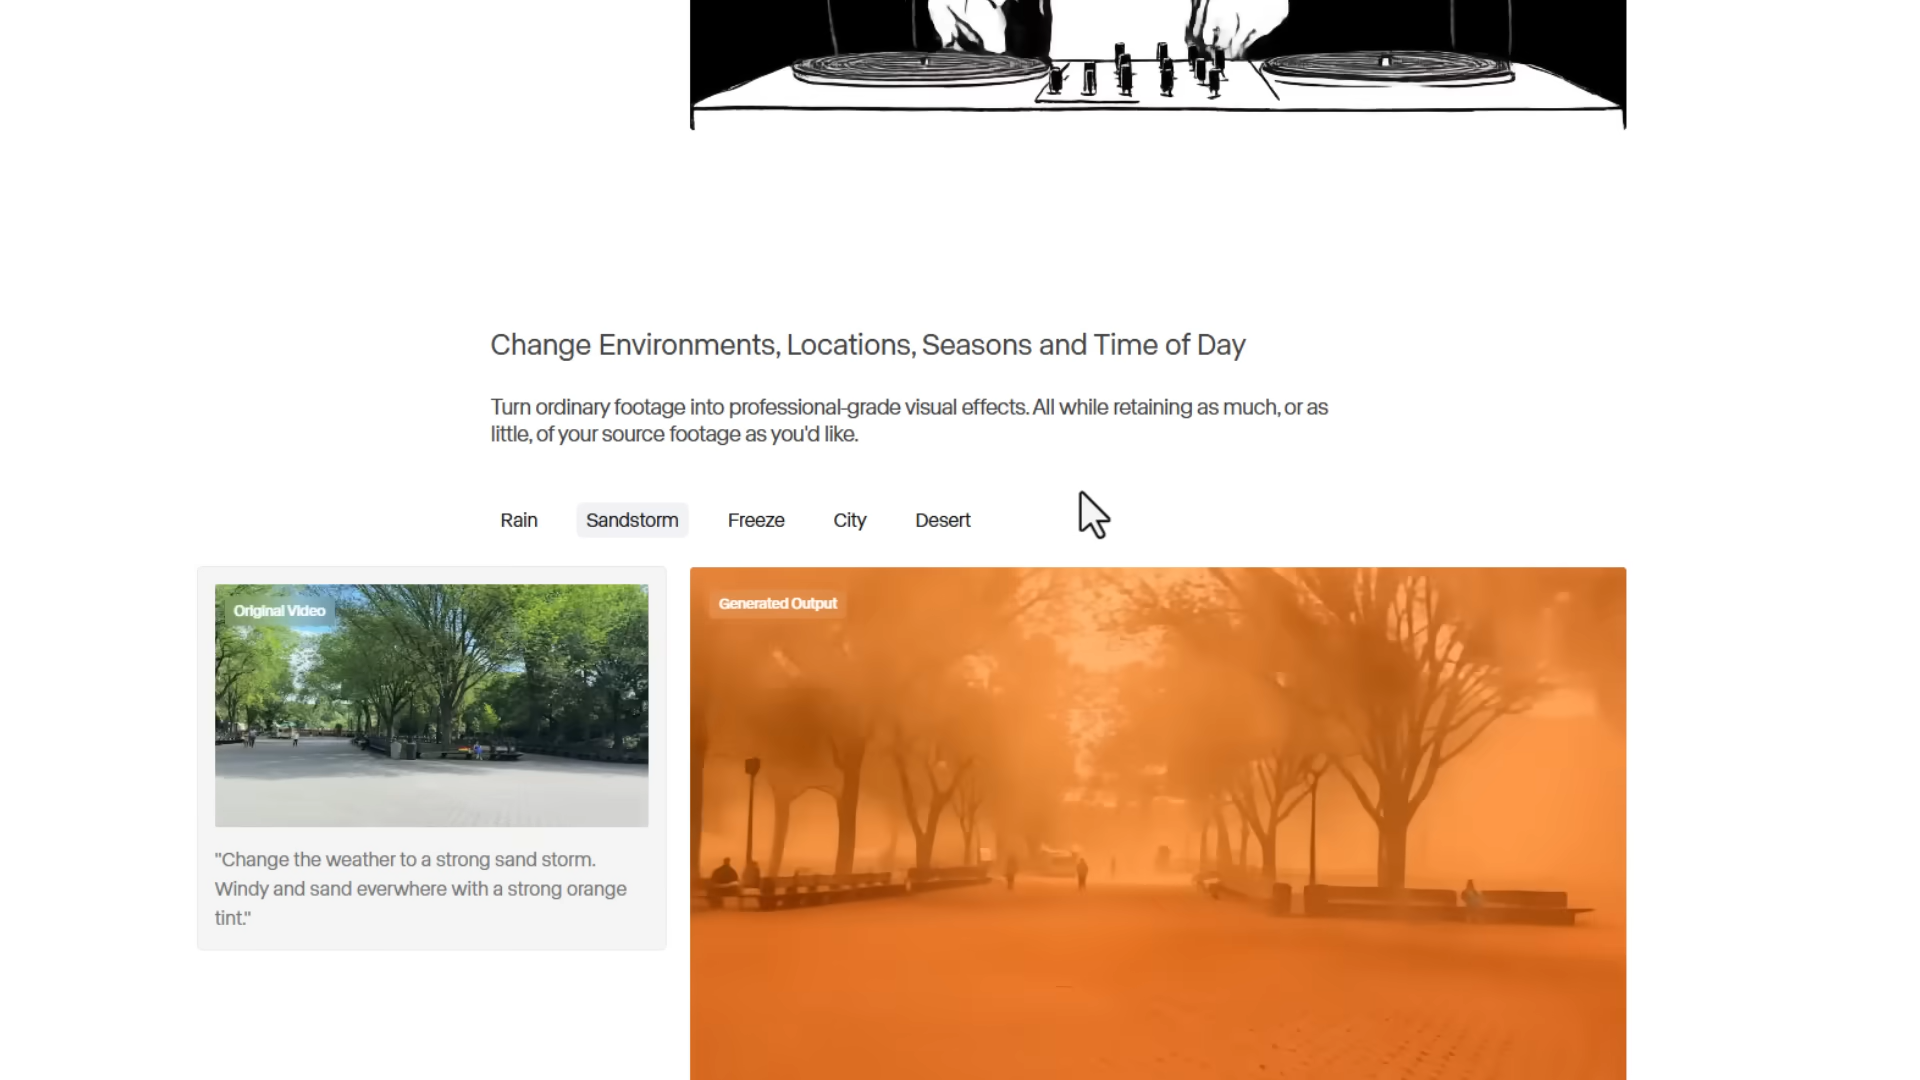 Change Environments, Locations, Seasons and Time of Day
Turn ordinary footage into professional-grade visual effects. All while retaining as much, or as
little, of your source footage as you'd like.
Rain Sandstorm Freeze City Desert
Original Video
"Change the weather to a strong sand storm.
Windy and sand everwhere with a strong orange
tint."
Generated Output